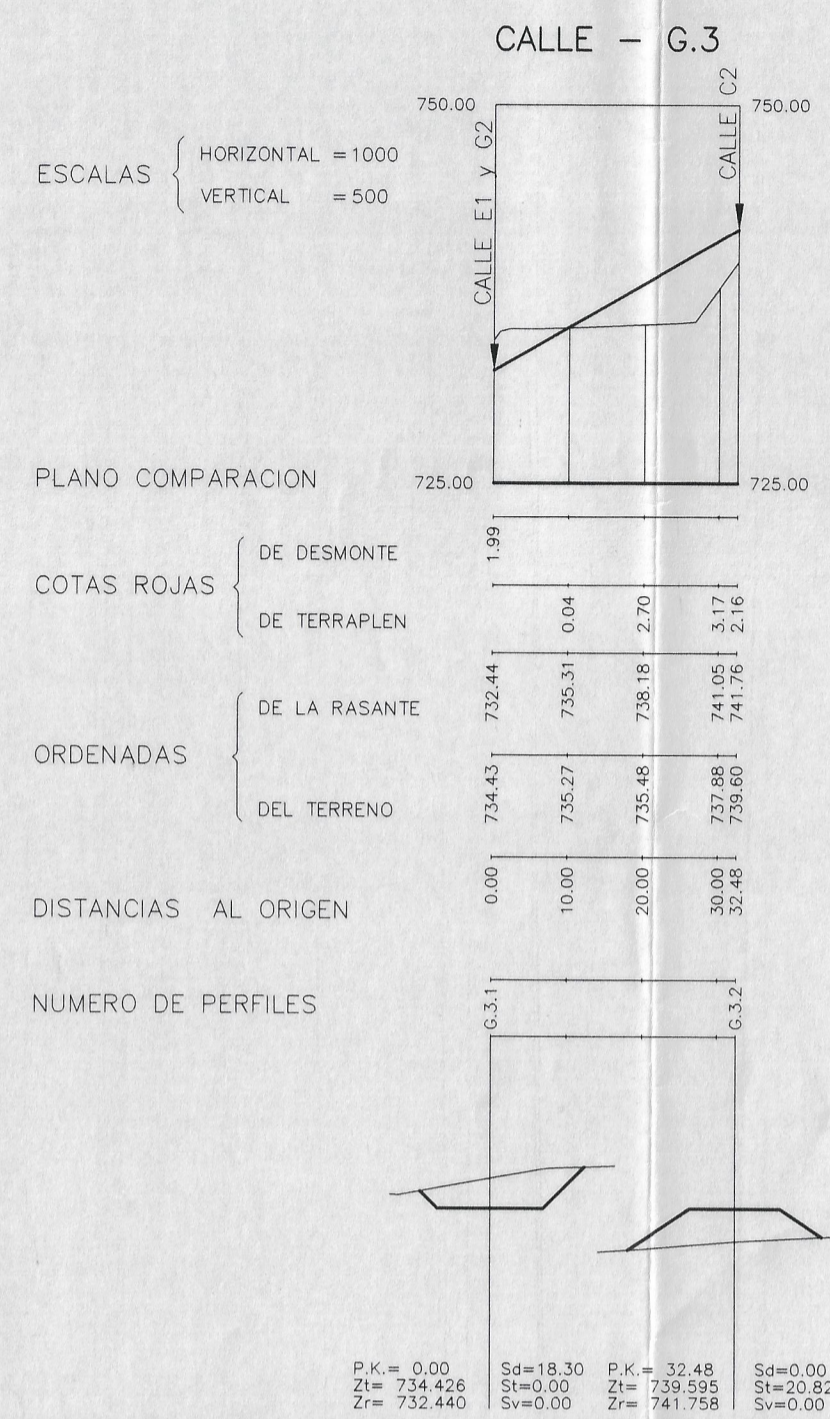 CALLE - G.3
750.00
750.00
CALLE E1 y G2
CALLE C2
ESCALAS
HORIZONTAL =1000
VERTICAL =500
PLANO COMPARACION
725.00
725.00
COTAS ROJAS
DE DESMONTE
1.99
DE TERRAPLEN
0.04
2.70
3.17
2.16
ORDENADAS
DE LA RASANTE
732.44
735.31
738.18
741.05
741.76
DEL TERRENO
734.43
735.27
735.48
737.88
739.60
DISTANCIAS AL ORIGEN
0.00
10.00
20.00
30.00
32.48
NUMERO DE PERFILES
G.3.1
G.3.2
P.K.= 0.00
Zt= 734.426
Zr= 732.440
Sd=18.30
St=0.00
Sv=0.00
P.K.= 32.48
Zt= 739.595
Zr= 741.758
Sd=0.00
St=20.82
Sv=0.00